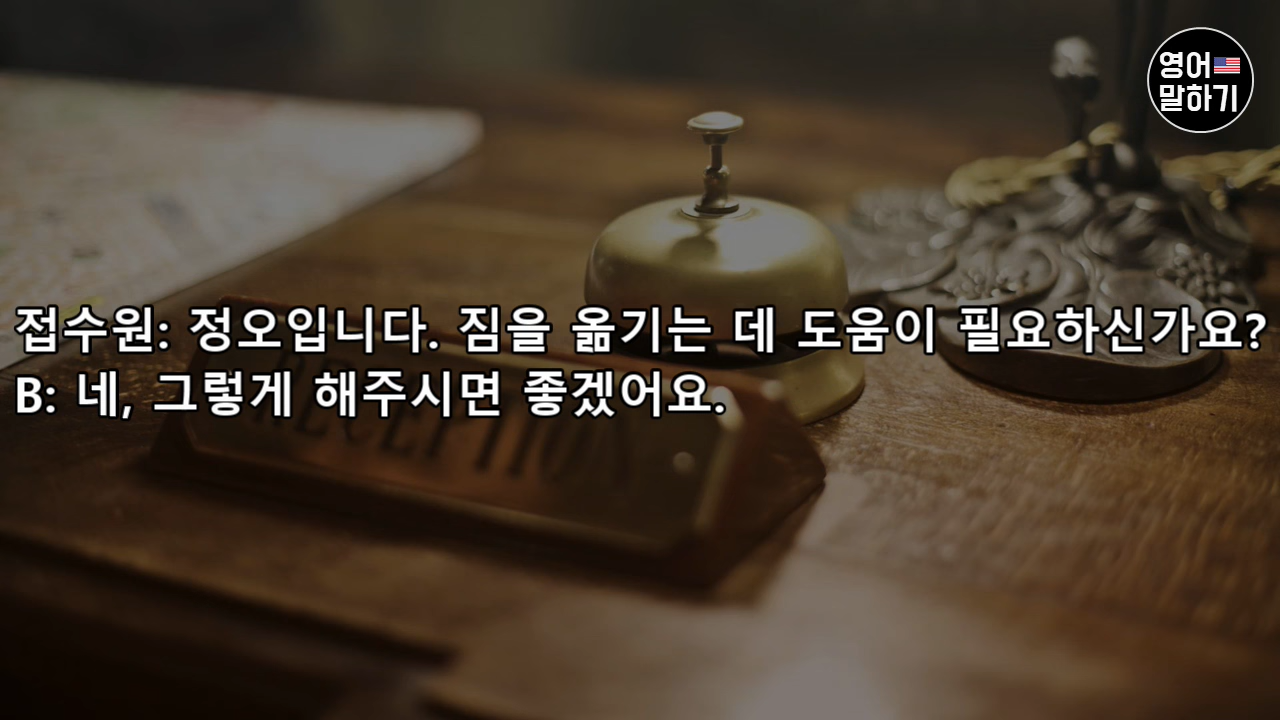 영어
말하기
접수원: 정오입니다. 짐을 옮기는 데 도움이 필요하신가요?
B: 네, 그렇게 해주시면 좋겠어요.
RECEPTION